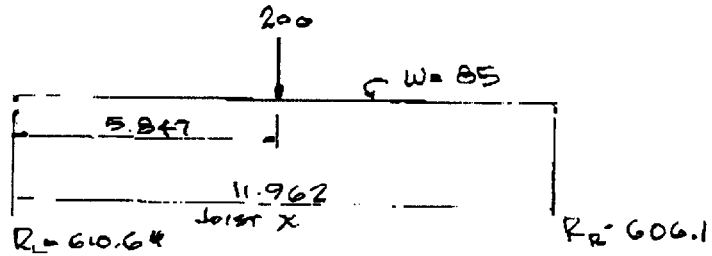 200
W= 85
5.847
11.962
Joist X
RL= 610.6#
RR= 606.1